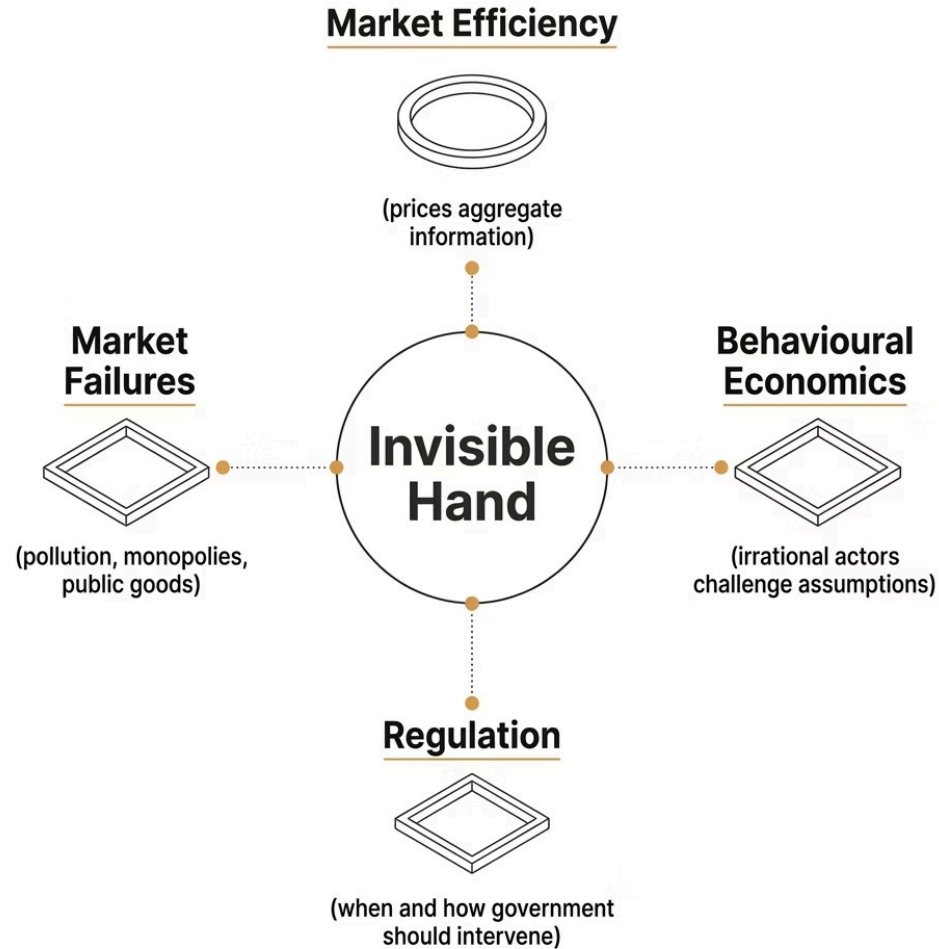 Market Efficiency
(prices aggregate
information)
Market
Failures
(pollution, monopolies,
public goods)
Invisible
Hand
Behavioural
Economics
(irrational actors
challenge assumptions)
Regulation
(when and how government
should intervene)